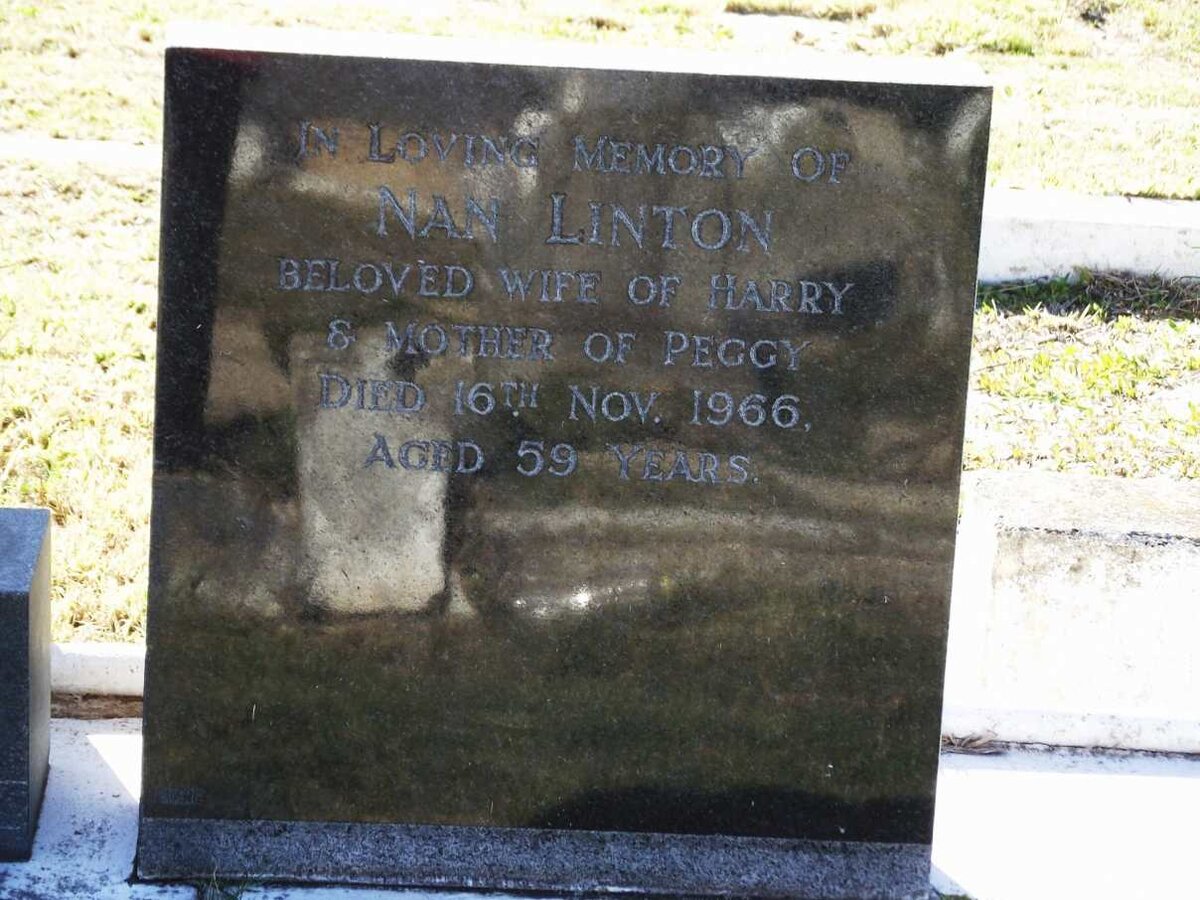 In Loving Memory of
Nan Linton
Beloved wife of Harry
& Mother of Peggy
Died 16th Nov. 1966,
Aged 59 Years.